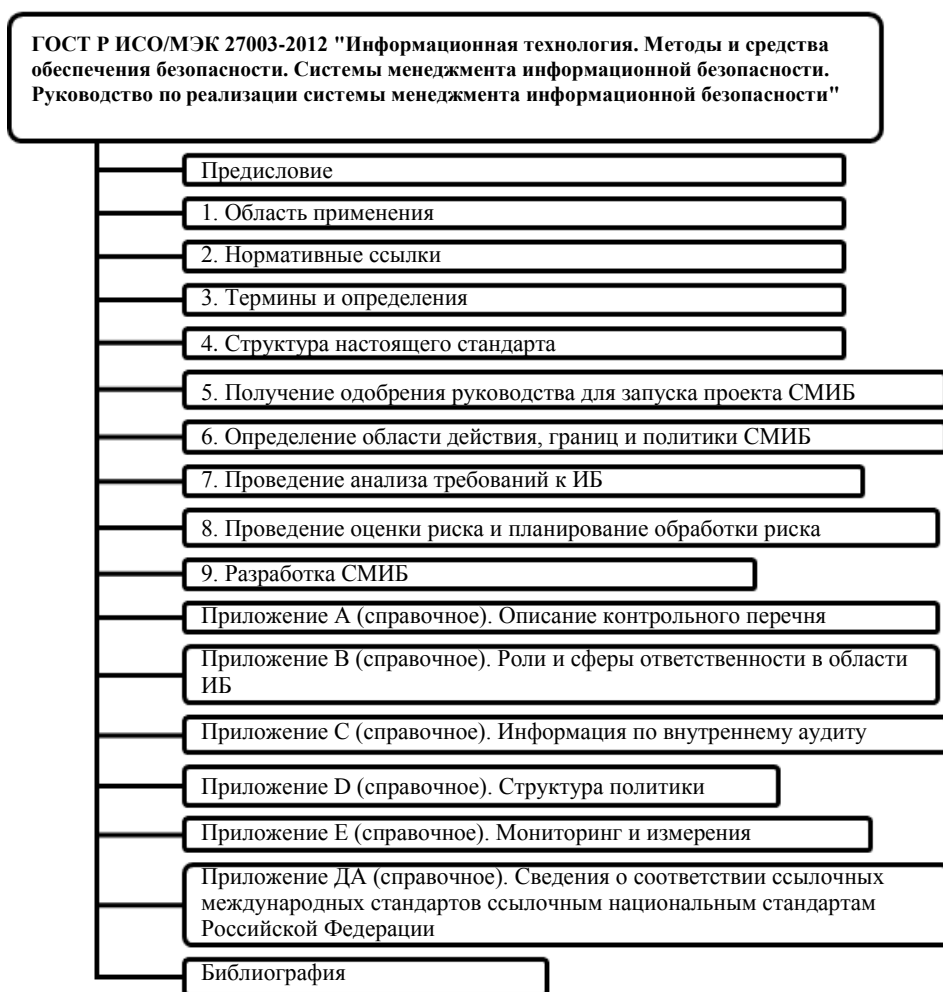 ГОСТ Р ИСО/МЭК 27003-2012 "Информационная технология. Методы и средства
обеспечения безопасности. Системы менеджмента информационной безопасности.
Руководство по реализации системы менеджмента информационной безопасности"
Предисловие
1. Область применения
2. Нормативные ссылки
3. Термины и определения
4. Структура настоящего стандарта
5. Получение одобрения руководства для запуска проекта СМИБ
6. Определение области действия, границ и политики СМИБ
7. Проведение анализа требований к ИБ
8. Проведение оценки риска и планирование обработки риска
9. Разработка СМИБ
Приложение А (справочное). Описание контрольного перечня
Приложение В (справочное). Роли и сферы ответственности в области
ИБ
Приложение С (справочное). Информация по внутреннему аудиту
Приложение D (справочное). Структура политики
Приложение Е (справочное). Мониторинг и измерения
Приложение ДА (справочное). Сведения о соответствии ссылочных
международных стандартов ссылочным национальным стандартам
Российской Федерации
Библиография